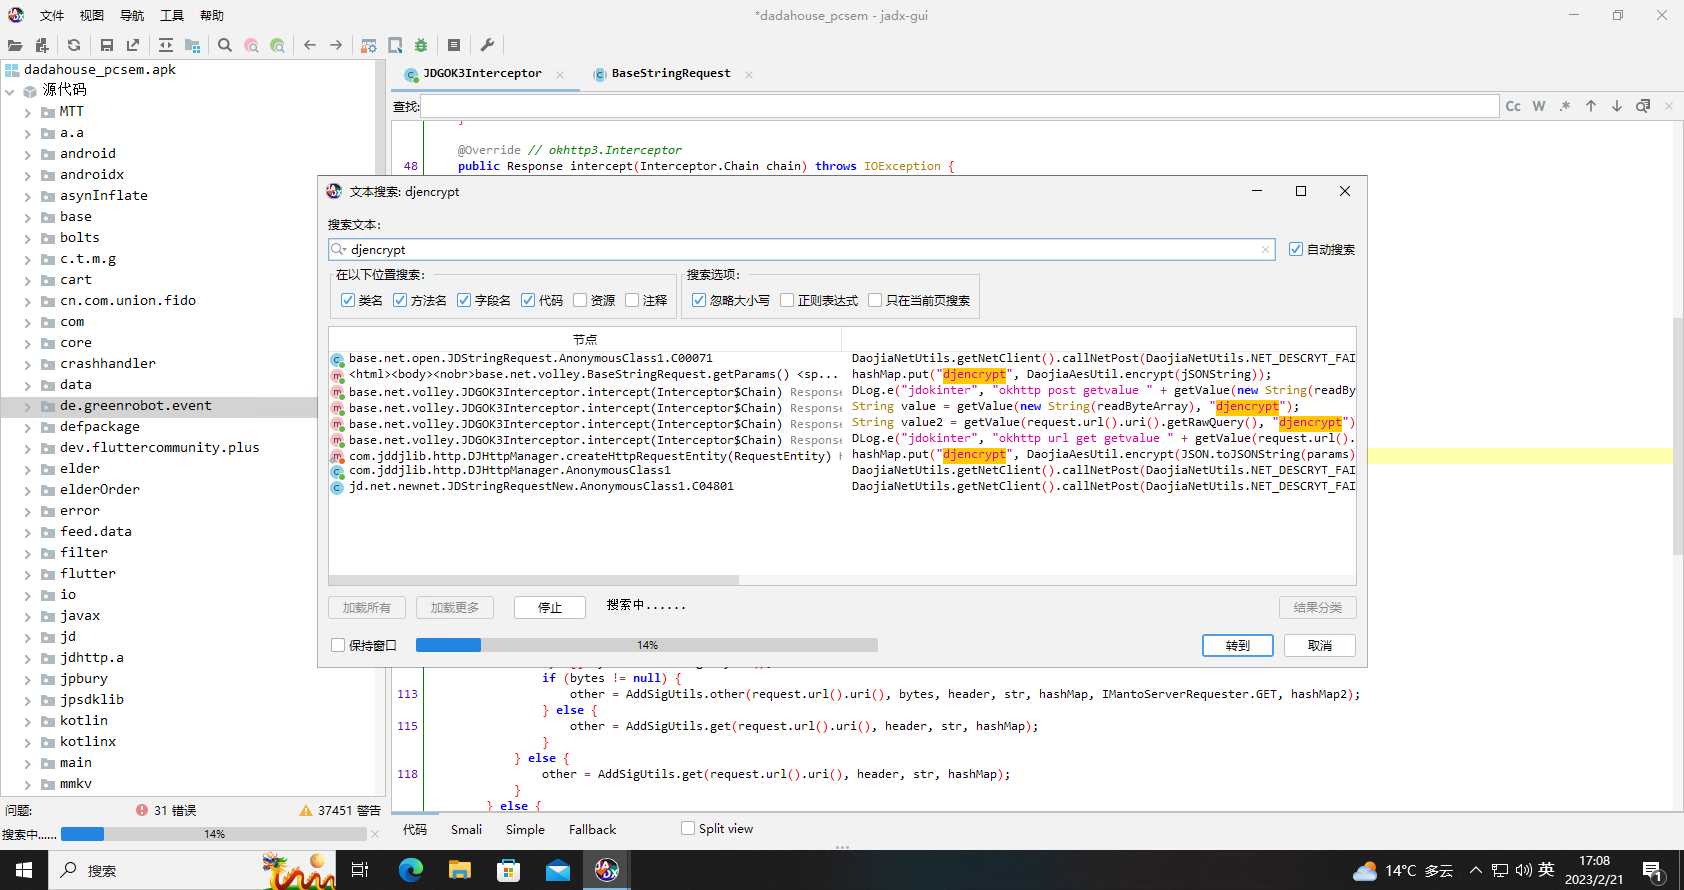 文件 视图 导航 工具 帮助
*dadahouse_pcsem - jadx-gui
dadahouse_pcsem.apk
源代码
MTT
a.a
android
androidx
asynInflate
base
bolts
c.t.m.g
cart
cn.com.union.fido
com
core
crashhandler
data
de.greenrobot.event
defpackage
dev.fluttercommunity.plus
elder
elderOrder
error
feed.data
filter
flutter
io
javax
jd
jdhttp.a
jpbury
jpsdklib
kotlin
kotlinx
main
mmkv
问题: 31 错误 37451 警告
搜索中...... 14%
JDGOK3Interceptor BaseStringRequest
查找: Cc W .*
}
@Override // okhttp3.Interceptor
48 public Response intercept(Interceptor.Chain chain) throws IOException {
文本搜索: djencrypt
搜索文本:
djencrypt 自动搜索
在以下位置搜索: 搜索选项:
类名 方法名 字段名 代码 资源 注释 忽略大小写 正则表达式 只在当前页搜索
节点
base.net.open.JDStringRequest.AnonymousClass1.C00071 DaojiaNetUtils.getNetClient().callNetPost(DaojiaNetUtils.NET_DESCRYT_FAI
<html><body><nobr>base.net.volley.BaseStringRequest.getParams() <sp... hashMap.put("djencrypt", DaojiaAesUtil.encrypt(jSONString));
base.net.volley.JDGOK3Interceptor.intercept(Interceptor$Chain) Response DLog.e("jdokinter", "okhttp post getvalue " + getValue(new String(readBy
base.net.volley.JDGOK3Interceptor.intercept(Interceptor$Chain) Response String value = getValue(new String(readByteArray), "djencrypt");
base.net.volley.JDGOK3Interceptor.intercept(Interceptor$Chain) Response String value2 = getValue(request.url().uri().getRawQuery(), "djencrypt")
base.net.volley.JDGOK3Interceptor.intercept(Interceptor$Chain) Response DLog.e("jdokinter", "okhttp url get getvalue " + getValue(request.url().
com.jddjlib.http.DJHttpManager.createHttpRequestEntity(RequestEntity) hashMap.put("djencrypt", DaojiaAesUtil.encrypt(JSON.toJSONString(params)
com.jddjlib.http.DJHttpManager.AnonymousClass1 DaojiaNetUtils.getNetClient().callNetPost(DaojiaNetUtils.NET_DESCRYT_FAI
jd.net.newnet.JDStringRequestNew.AnonymousClass1.C04801 DaojiaNetUtils.getNetClient().callNetPost(DaojiaNetUtils.NET_DESCRYT_FAI
加载所有 加载更多 停止 搜索中...... 结果分类
保持窗口 14% 转到 取消
if (bytes != null) {
113 other = AddSigUtils.other(request.url().uri(), bytes, header, str, hashMap, IMantoServerRequester.GET, hashMap2);
} else {
115 other = AddSigUtils.get(request.url().uri(), header, str, hashMap);
}
} else {
118 other = AddSigUtils.get(request.url().uri(), header, str, hashMap);
}
} else {
代码 Smali Simple Fallback Split view
搜索
14°C 多云 英 17:08
2023/2/21
1